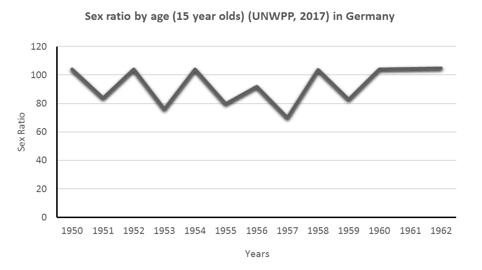 Sex ratio by age (15 year olds) (UNWPP, 2017) in Germany
120
100
80
60
40
20
0
Sex Ratio
1950 1951 1952 1953 1954 1955 1956 1957 1958 1959 1960 1961 1962
Years